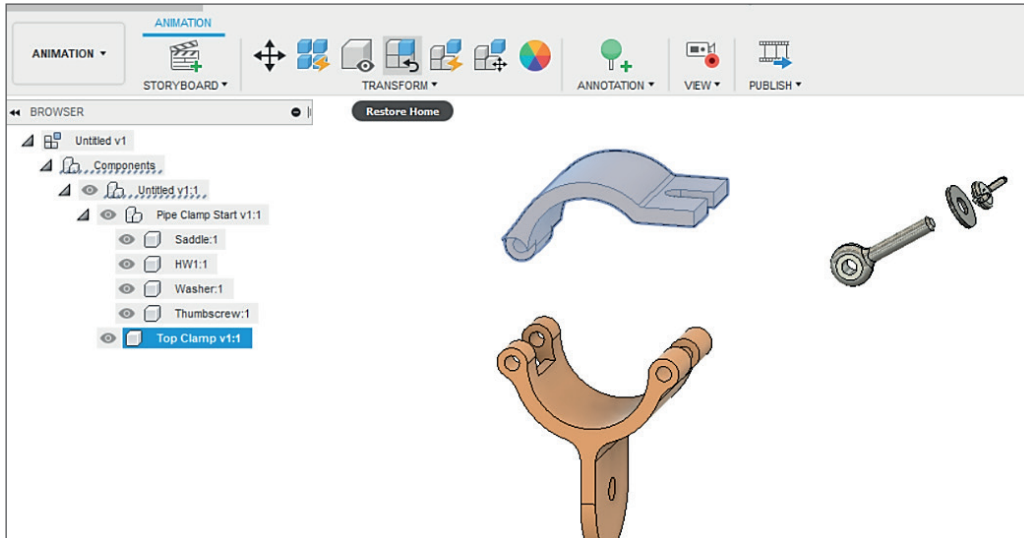 ANIMATION
ANIMATION
STORYBOARD
TRANSFORM
ANNOTATION
VIEW
PUBLISH
BROWSER
Restore Home
Untitled v1
Components
Untitled v1:1
Pipe Clamp Start v1:1
Saddle:1
HW1:1
Washer:1
Thumbscrew:1
Top Clamp v1:1